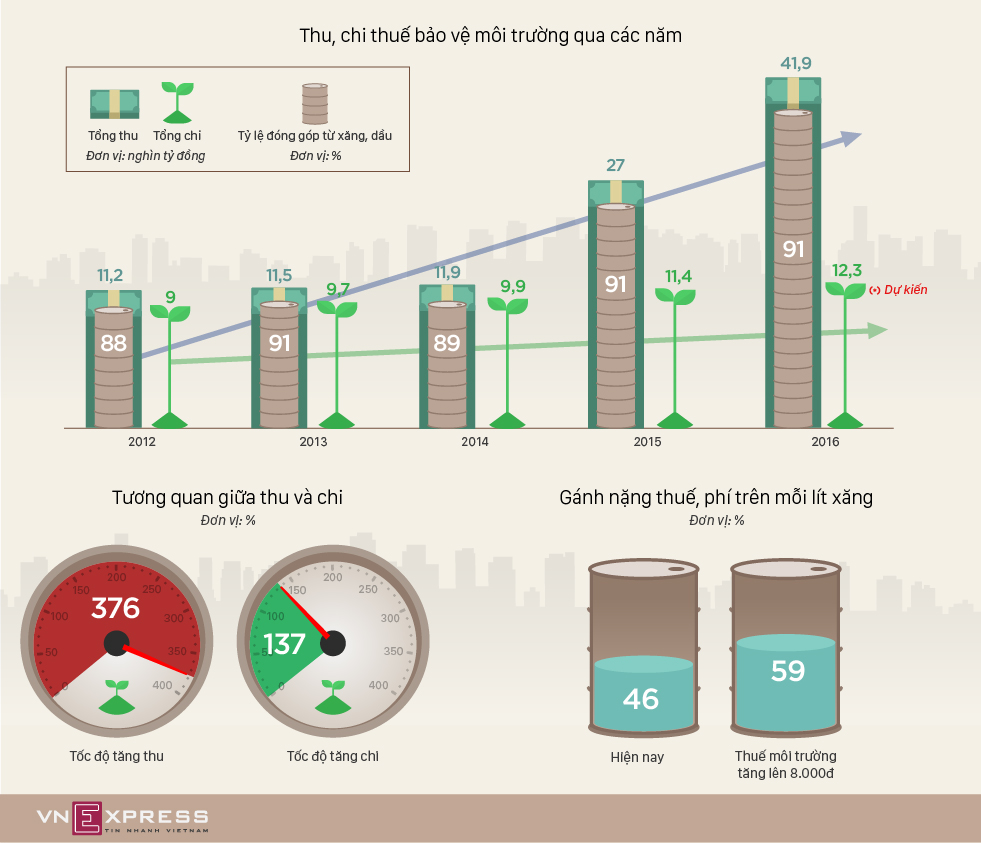 Thu, chi thuế bảo vệ môi trường qua các năm
Tổng thu
Tổng chi
Tỷ lệ đóng góp từ xăng, dầu
Đơn vị: nghìn tỷ đồng
Đơn vị: %
11,2
9
88
2012
11,5
9,7
91
2013
11,9
9,9
89
2014
27
11,4
91
2015
41,9
12,3
91
2016
(*) Dự kiến
Tương quan giữa thu và chi
Đơn vị: %
0
50
100
150
200
250
300
350
400
376
Tốc độ tăng thu
0
50
100
150
200
250
300
350
400
137
Tốc độ tăng chi
Gánh nặng thuế, phí trên mỗi lít xăng
Đơn vị: %
46
Hiện nay
59
Thuế môi trường
tăng lên 8.000đ
VNEXPRESS
TIN NHANH VIETNAM